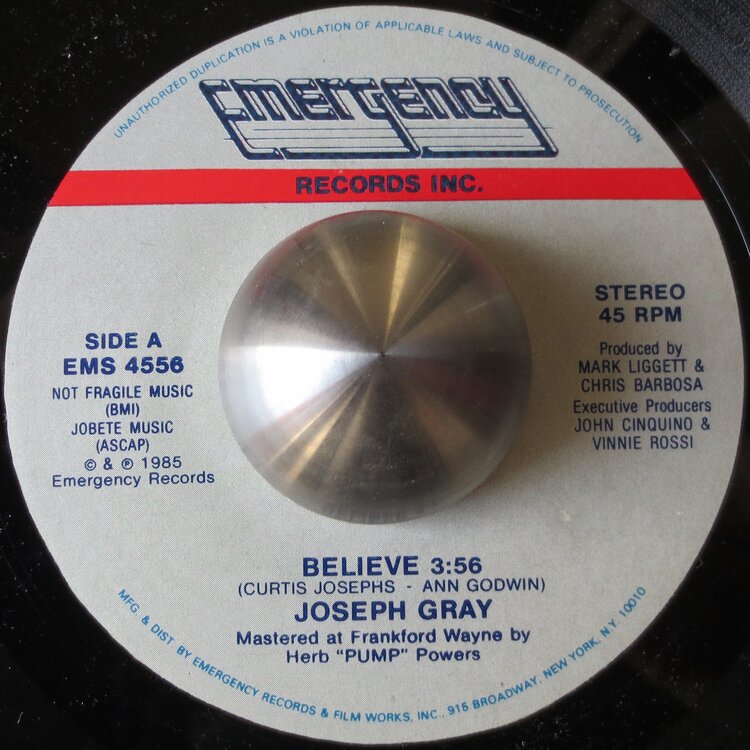 UNAUTHORIZED DUPLICATION IS A VIOLATION OF APPLICABLE LAWS AND SUBJECT TO PROSECUTION
Emergency
RECORDS INC.
SIDE A
EMS 4556
NOT FRAGILE MUSIC
(BMI)
JOBETE MUSIC
(ASCAP)
© & ℗ 1985
Emergency Records
STEREO
45 RPM
Produced by
MARK LIGGETT &
CHRIS BARBOSA
Executive Producers
JOHN CINQUINO &
VINNIE ROSSI
BELIEVE 3:56
(CURTIS JOSEPHS - ANN GODWIN)
JOSEPH GRAY
Mastered at Frankford Wayne by
Herb "PUMP" Powers
MFG. & DIST. BY EMERGENCY RECORDS & FILM WORKS, INC., 915 BROADWAY, NEW YORK, N.Y. 10010